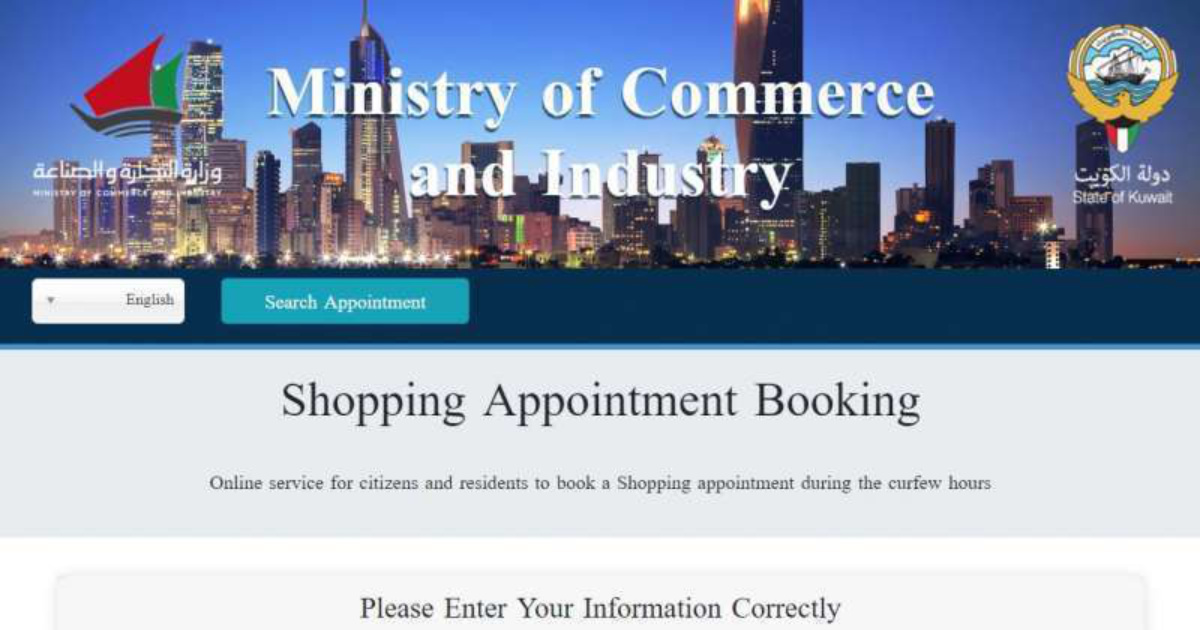 Ministry of Commerce
and Industry
وزارة التجارة والصناعة
MINISTRY OF COMMERCE AND INDUSTRY
دولة الكويت
State of Kuwait
English
Search Appointment
Shopping Appointment Booking
Online service for citizens and residents to book a Shopping appointment during the curfew hours
Please Enter Your Information Correctly